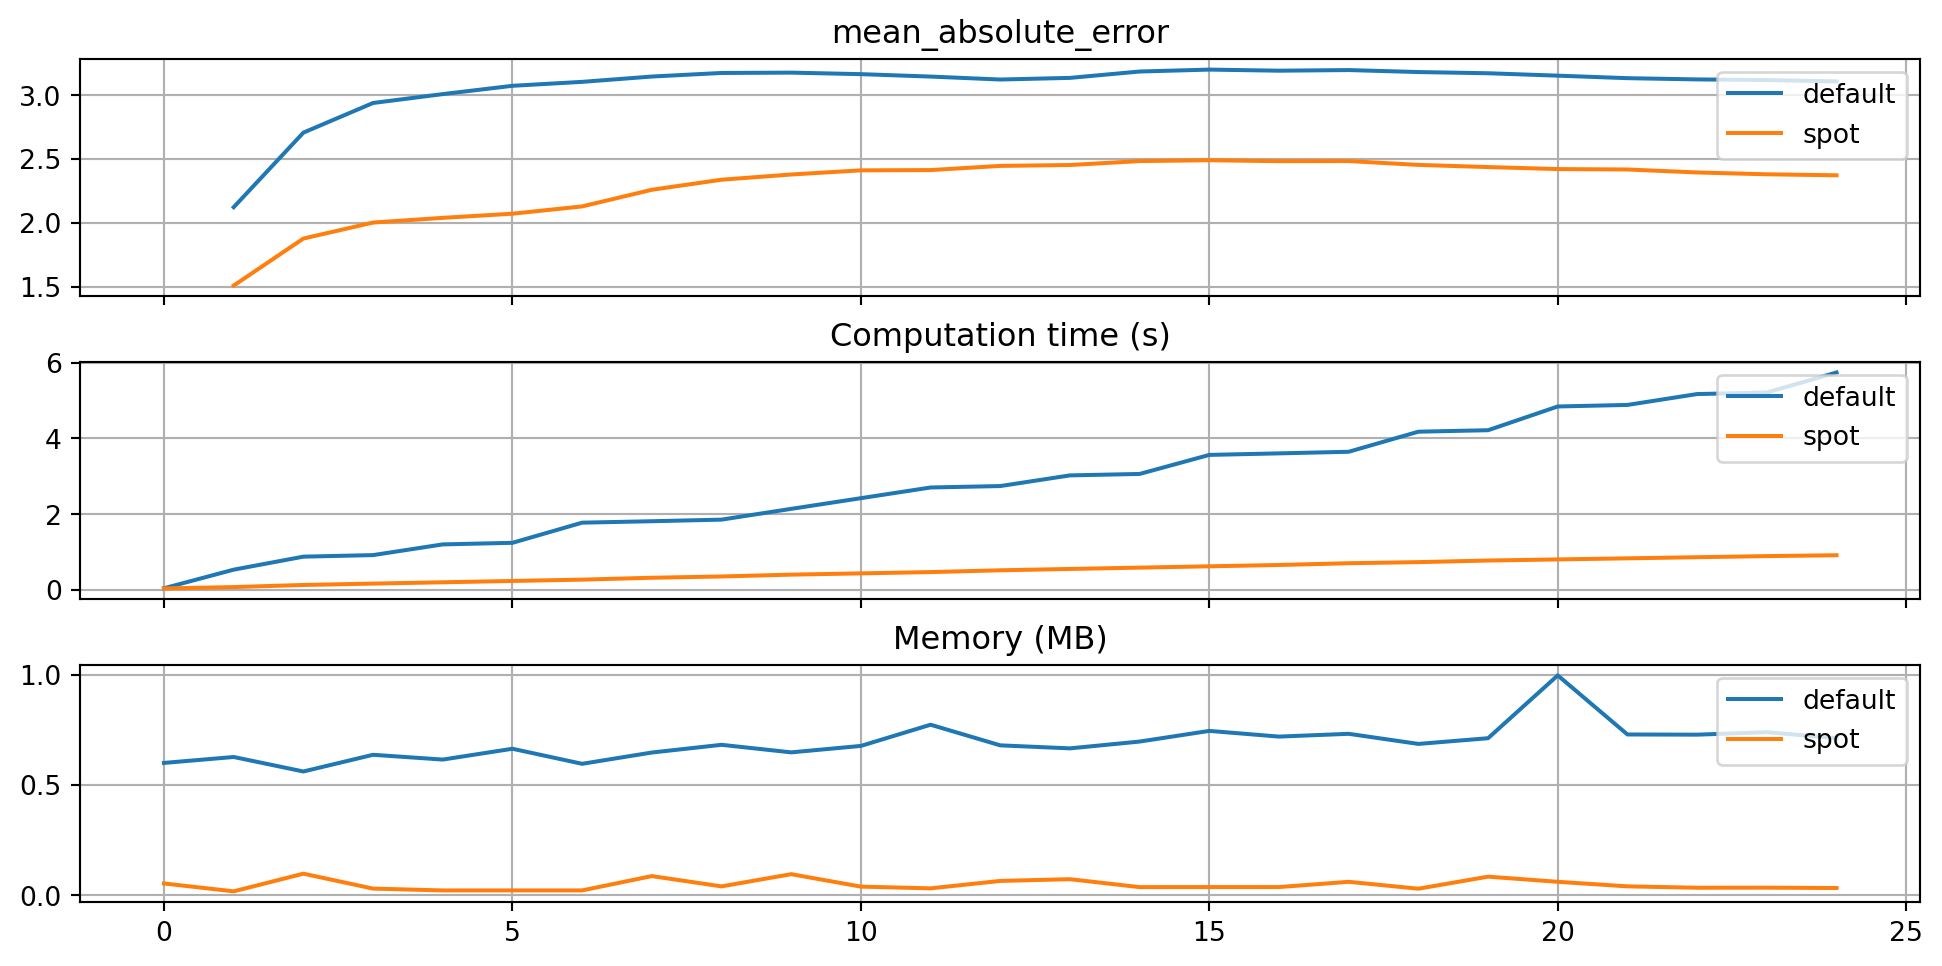 mean_absolute_error
3.0
2.5
2.0
1.5
default
spot
Computation time (s)
6
4
2
0
default
spot
Memory (MB)
1.0
0.5
0.0
default
spot
0 5 10 15 20 25